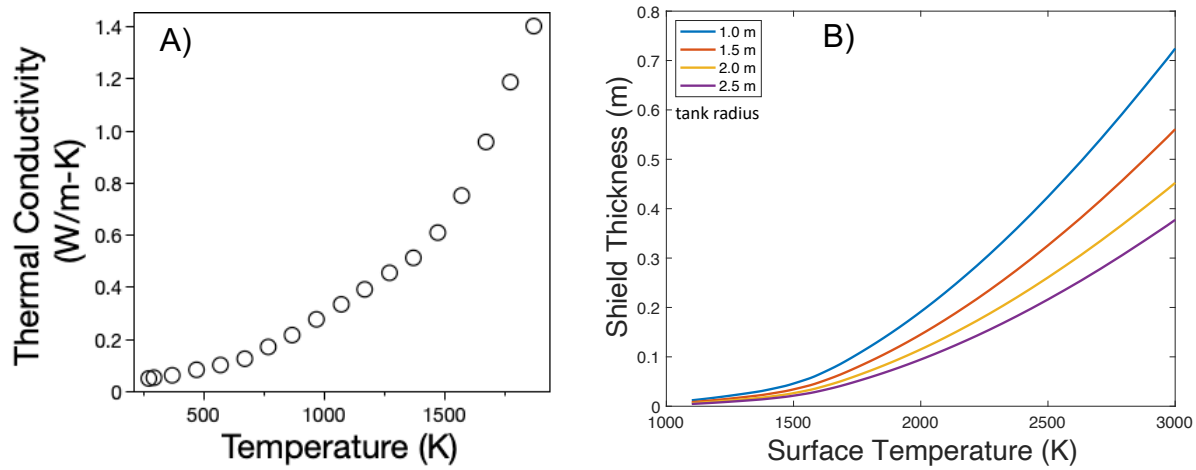 A)
Thermal Conductivity
(W/m-K)
1.4
1.2
1.0
0.8
0.6
0.4
0.2
0
500
1000
1500
Temperature (K)
B)
1.0 m
1.5 m
2.0 m
2.5 m
tank radius
Shield Thickness (m)
0.8
0.7
0.6
0.5
0.4
0.3
0.2
0.1
0
1000
1500
2000
2500
3000
Surface Temperature (K)